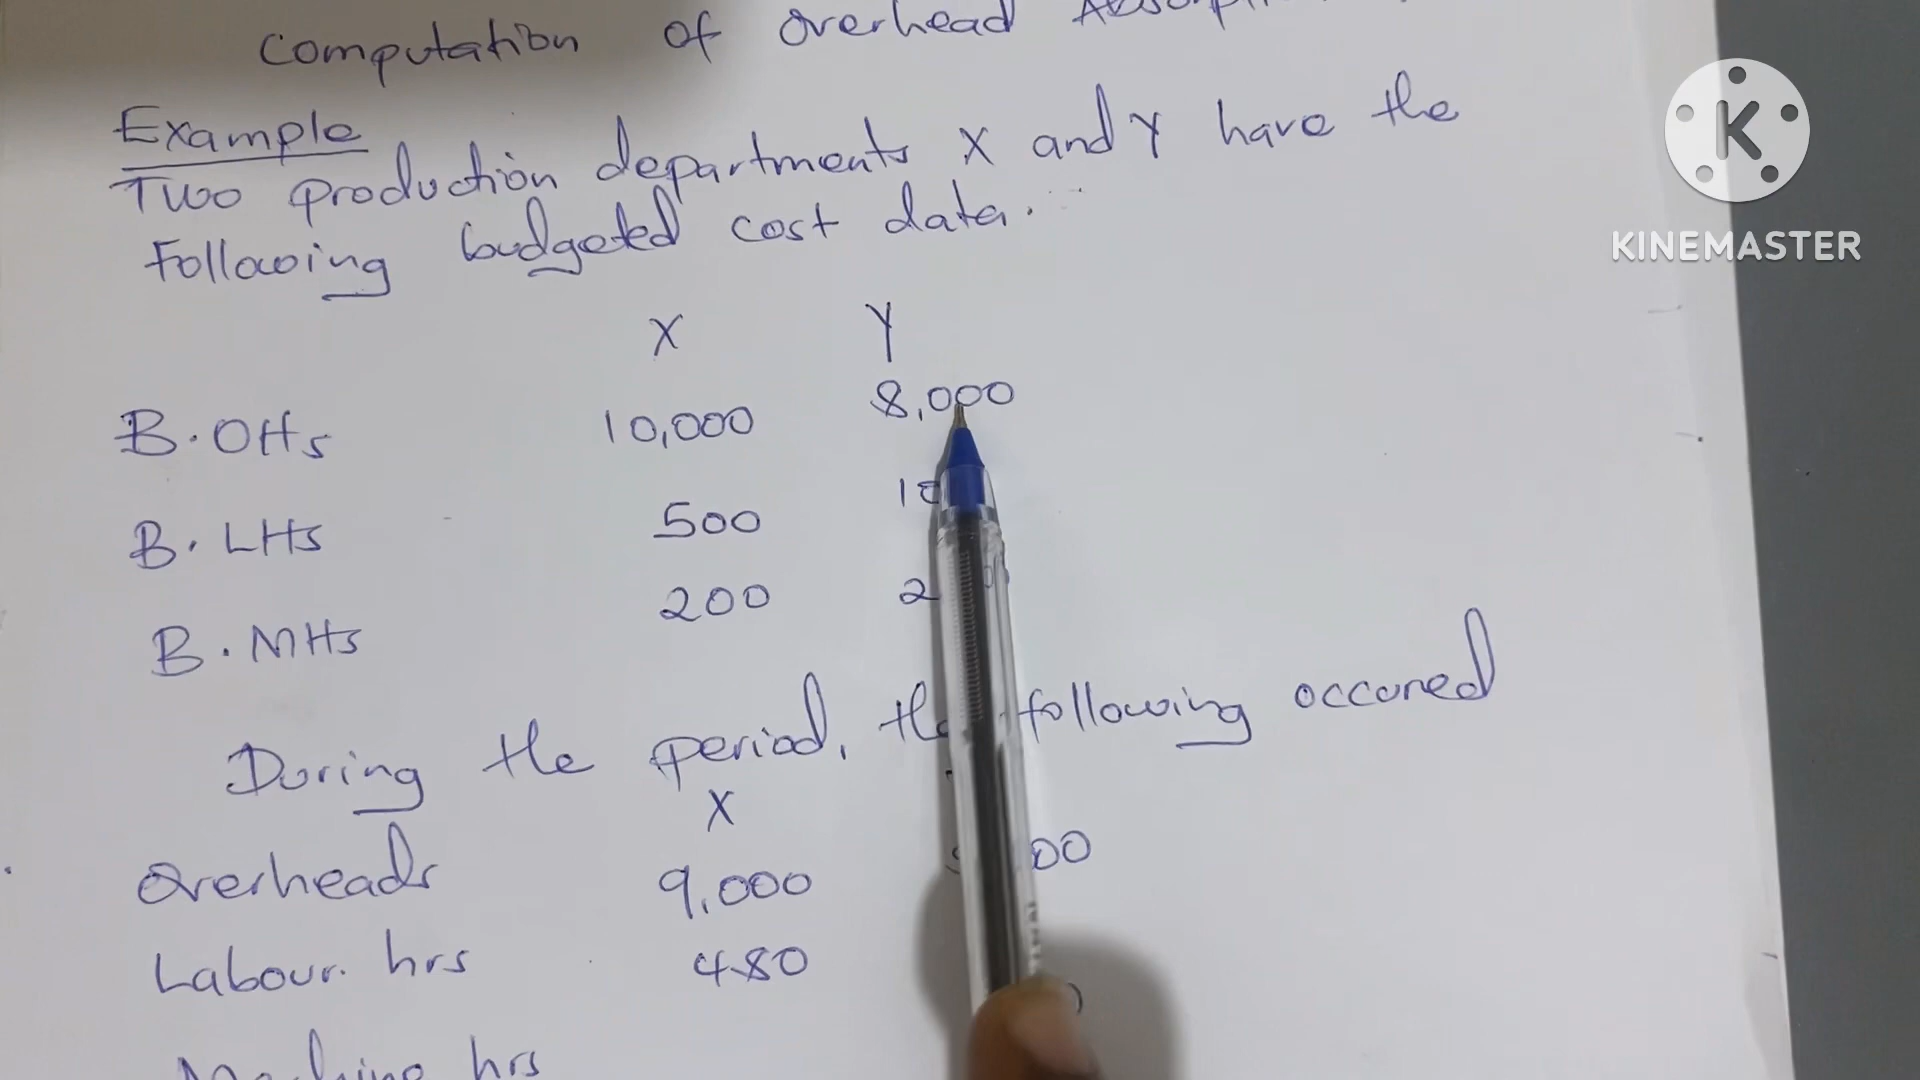 Computation of Overhead
Example
Two production departments X and Y have the
Following budgeted cost data.
X Y
B.OHs 10,000 8,000
B.LHs 500
B.MHs 200
During the period, the following occured
X
Overheads 9,000
Labour. hrs 480
hrs
K
KINEMASTER